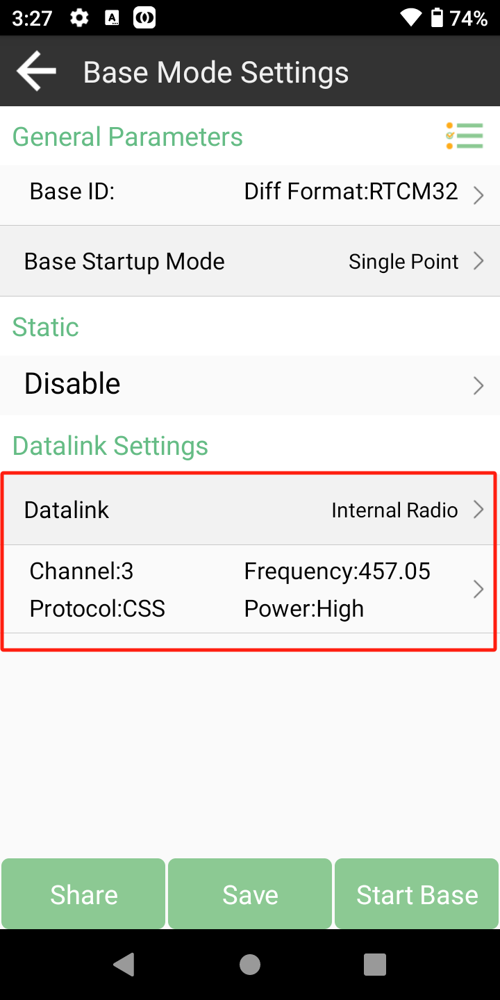 3:27 A 74%
Base Mode Settings
General Parameters
Base ID: Diff Format:RTCM32
Base Startup Mode Single Point
Static
Disable
Datalink Settings
Datalink Internal Radio
Channel:3 Frequency:457.05
Protocol:CSS Power:High
Share Save Start Base